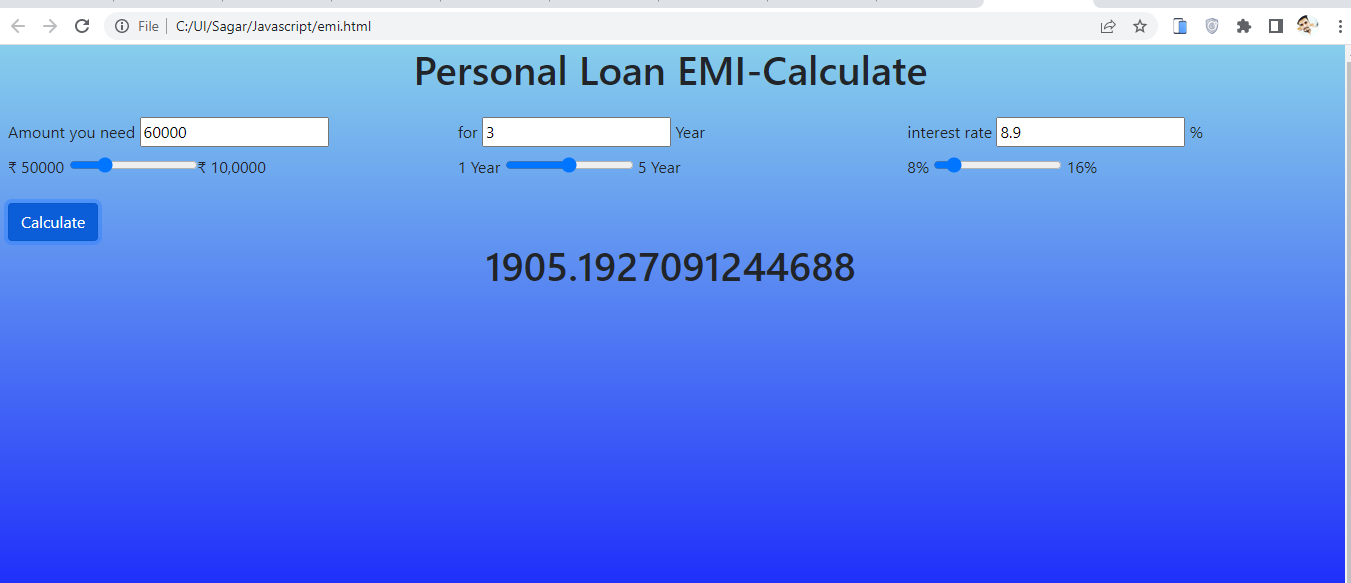 File C:/UI/Sagar/Javascript/emi.html
Personal Loan EMI-Calculate
Amount you need 60000 for 3 Year interest rate 8.9 %
₹ 50000 ₹ 10,0000 1 Year 5 Year 8% 16%
Calculate
1905.1927091244688